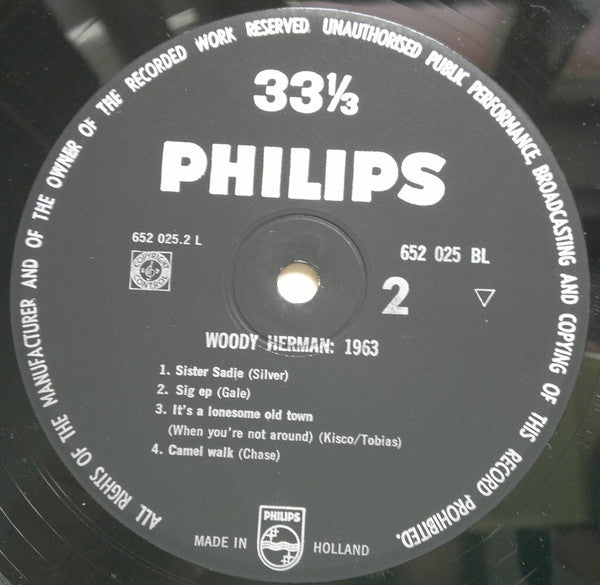 ALL RIGHTS OF THE MANUFACTURER AND OF THE OWNER OF THE RECORDED WORK RESERVED. UNAUTHORISED PUBLIC PERFORMANCE, BROADCASTING AND COPYING OF THIS RECORD PROHIBITED.
33⅓
PHILIPS
652 025.2 L
652 025 BL
2
WOODY HERMAN: 1963
1. Sister Sadie (Silver)
2. Sig ep (Gale)
3. It's a lonesome old town
(When you're not around) (Kisco/Tobias)
4. Camel walk (Chase)
PHILIPS
MADE IN HOLLAND